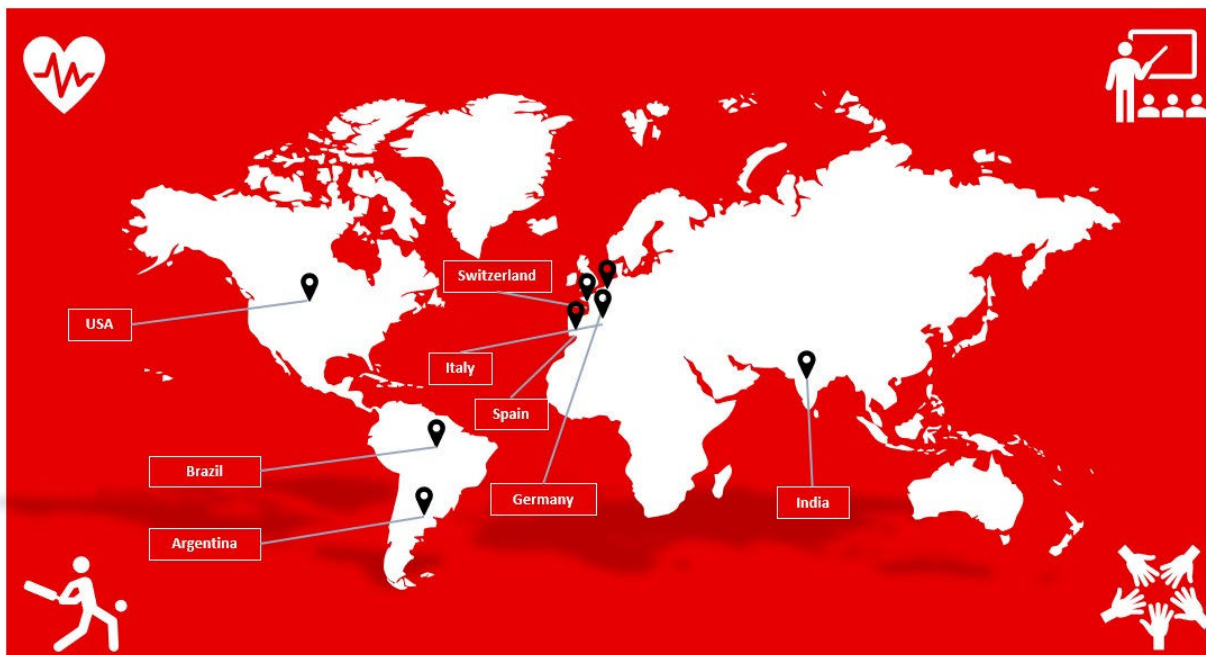 Switzerland
USA
Italy
Spain
Brazil
Germany
India
Argentina